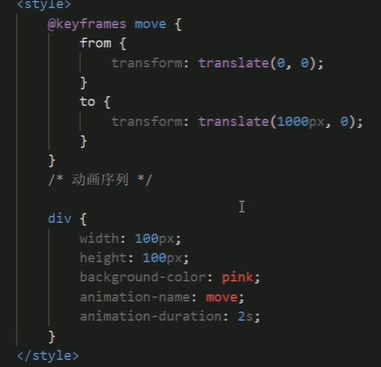 <style>
@keyframes move {
from {
transform: translate(0, 0);
}
to {
transform: translate(1000px, 0);
}
}
/* 动画序列 */
div {
width: 100px;
height: 100px;
background-color: pink;
animation-name: move;
animation-duration: 2s;
}
</style>